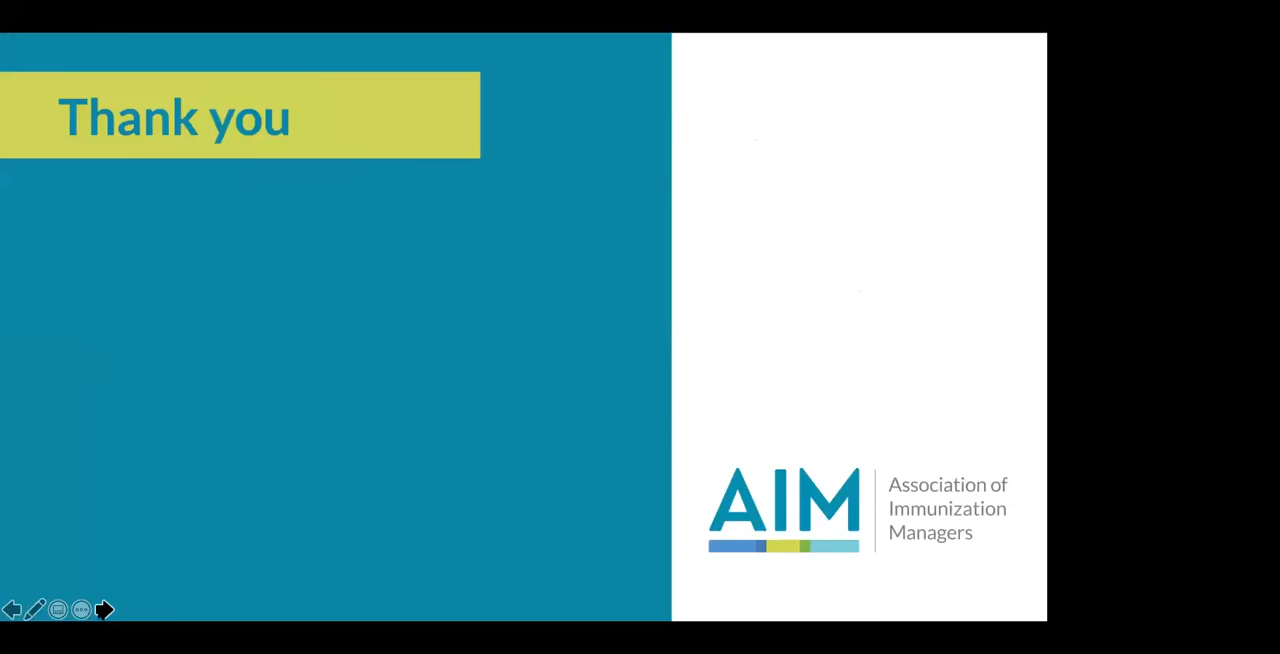 Thank you
AIM
Association of
Immunization
Managers